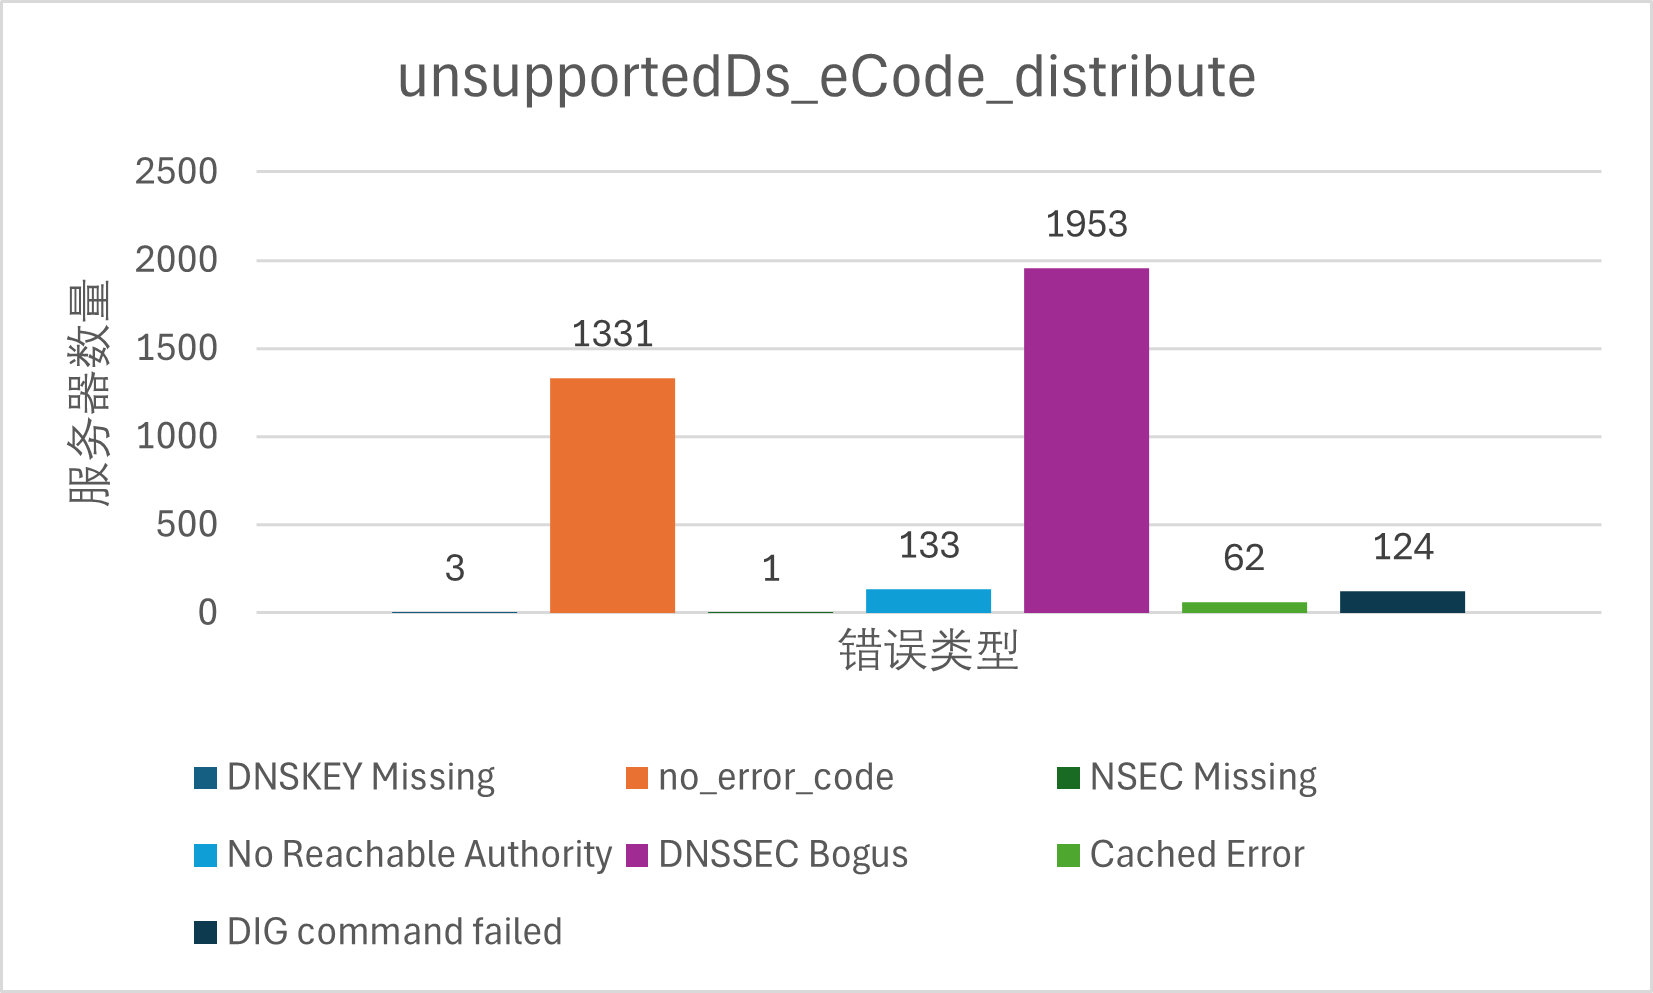 unsupportedDs_eCode_distribute
服务器数量
2500
2000
1500
1000
500
0
3
1331
1
133
1953
62
124
错误类型
DNSKEY Missing
no_error_code
NSEC Missing
No Reachable Authority
DNSSEC Bogus
Cached Error
DIG command failed